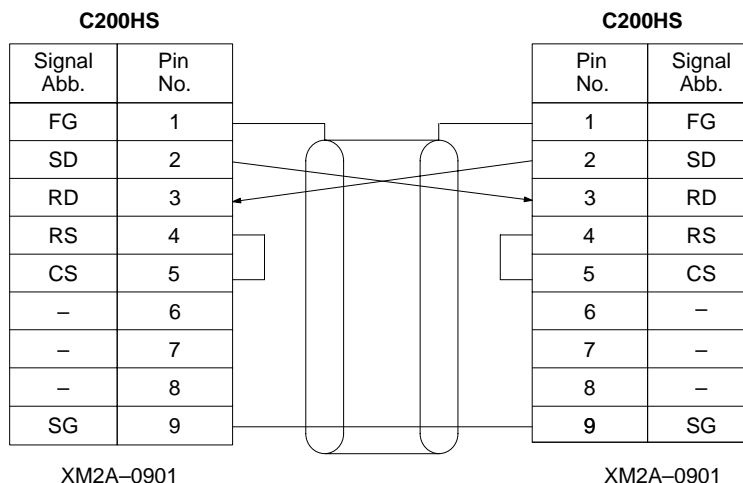 C200HS C200HS
Signal Abb. Pin No. Pin No. Signal Abb.
FG 1 1 FG
SD 2 2 SD
RD 3 3 RD
RS 4 4 RS
CS 5 5 CS
– 6 6 –
– 7 7 –
– 8 8 –
SG 9 9 SG
XM2A–0901 XM2A–0901